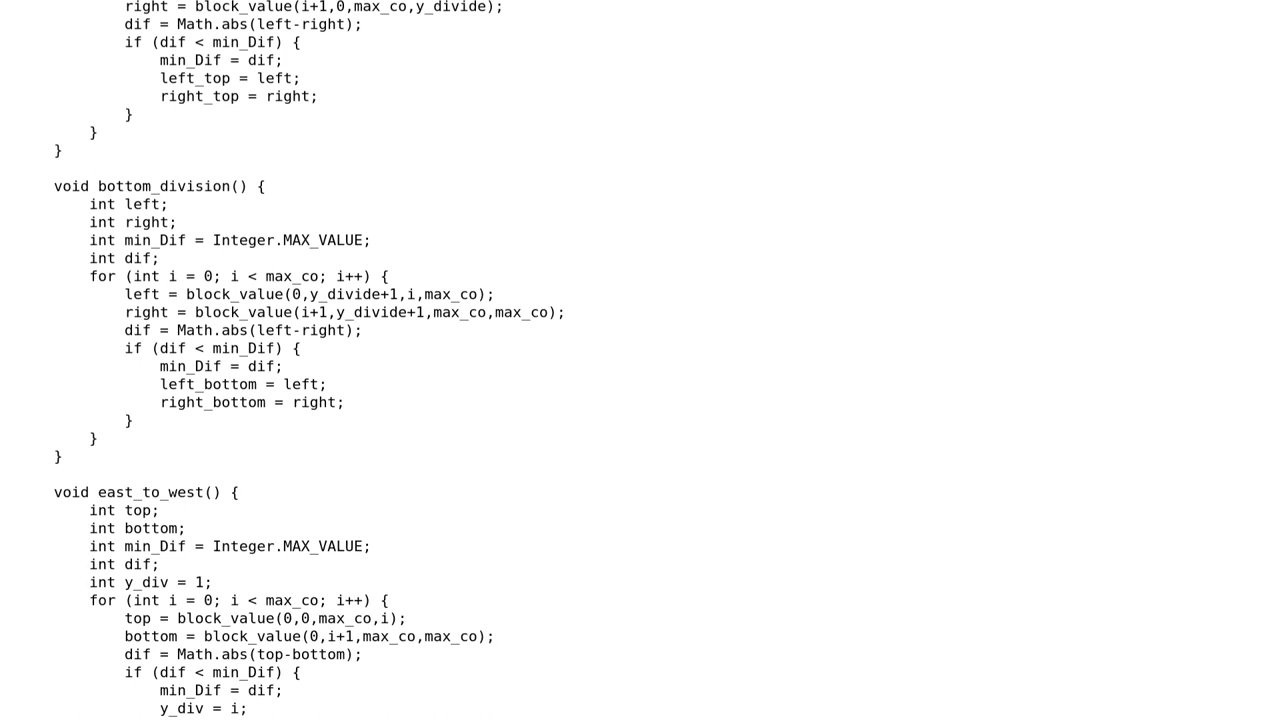 right = block_value(i+1,0,max_co,y_divide);
dif = Math.abs(left-right);
if (dif < min_Dif) {
min_Dif = dif;
left_top = left;
right_top = right;
}
}
}
void bottom_division() {
int left;
int right;
int min_Dif = Integer.MAX_VALUE;
int dif;
for (int i = 0; i < max_co; i++) {
left = block_value(0,y_divide+1,i,max_co);
right = block_value(i+1,y_divide+1,max_co,max_co);
dif = Math.abs(left-right);
if (dif < min_Dif) {
min_Dif = dif;
left_bottom = left;
right_bottom = right;
}
}
}
void east_to_west() {
int top;
int bottom;
int min_Dif = Integer.MAX_VALUE;
int dif;
int y_div = 1;
for (int i = 0; i < max_co; i++) {
top = block_value(0,0,max_co,i);
bottom = block_value(0,i+1,max_co,max_co);
dif = Math.abs(top-bottom);
if (dif < min_Dif) {
min_Dif = dif;
y_div = i;